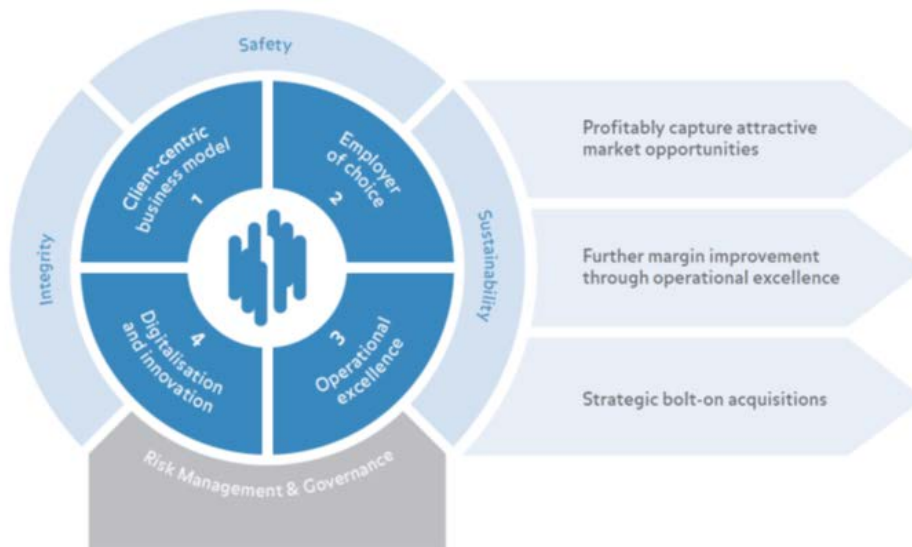 Safety
Integrity
Sustainability
Client-centric
business model
1
Employer
of choice
2
3
Operational
excellence
4
Digitalisation
and innovation
Risk Management & Governance
Profitably capture attractive
market opportunities
Further margin improvement
through operational excellence
Strategic bolt-on acquisitions